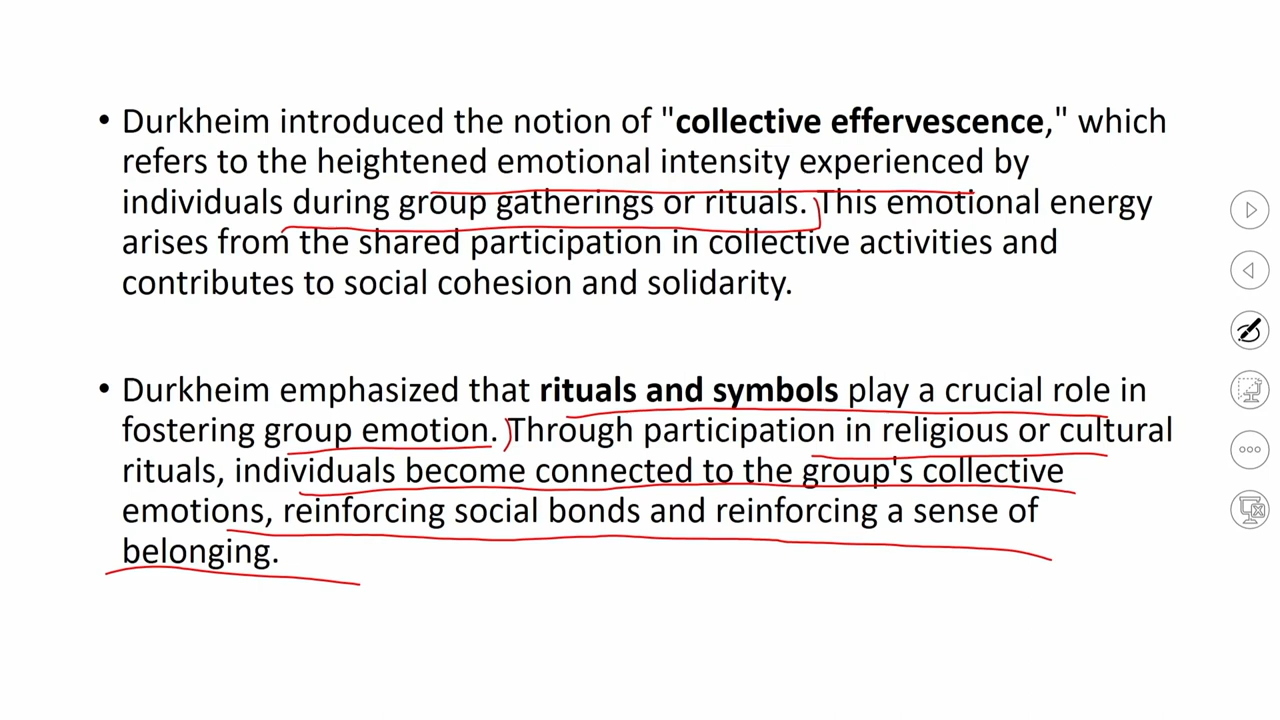 • Durkheim introduced the notion of "collective effervescence," which
refers to the heightened emotional intensity experienced by
individuals during group gatherings or rituals. This emotional energy
arises from the shared participation in collective activities and
contributes to social cohesion and solidarity.
• Durkheim emphasized that rituals and symbols play a crucial role in
fostering group emotion. Through participation in religious or cultural
rituals, individuals become connected to the group's collective
emotions, reinforcing social bonds and reinforcing a sense of
belonging.